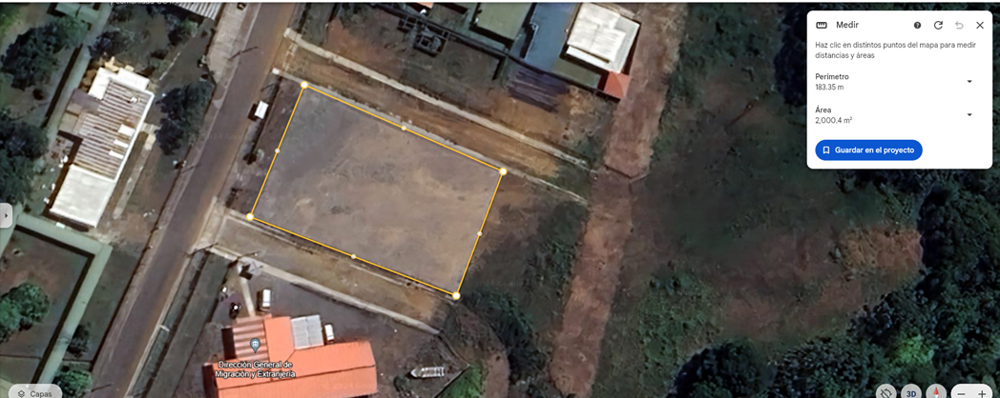 Medir
Haz clic en distintos puntos del mapa para medir
distancias y áreas
Perímetro
183.35 m
Área
2,000.4 m²
Guardar en el proyecto
Dirección General de
Migración y Extranjería
Capas
3D